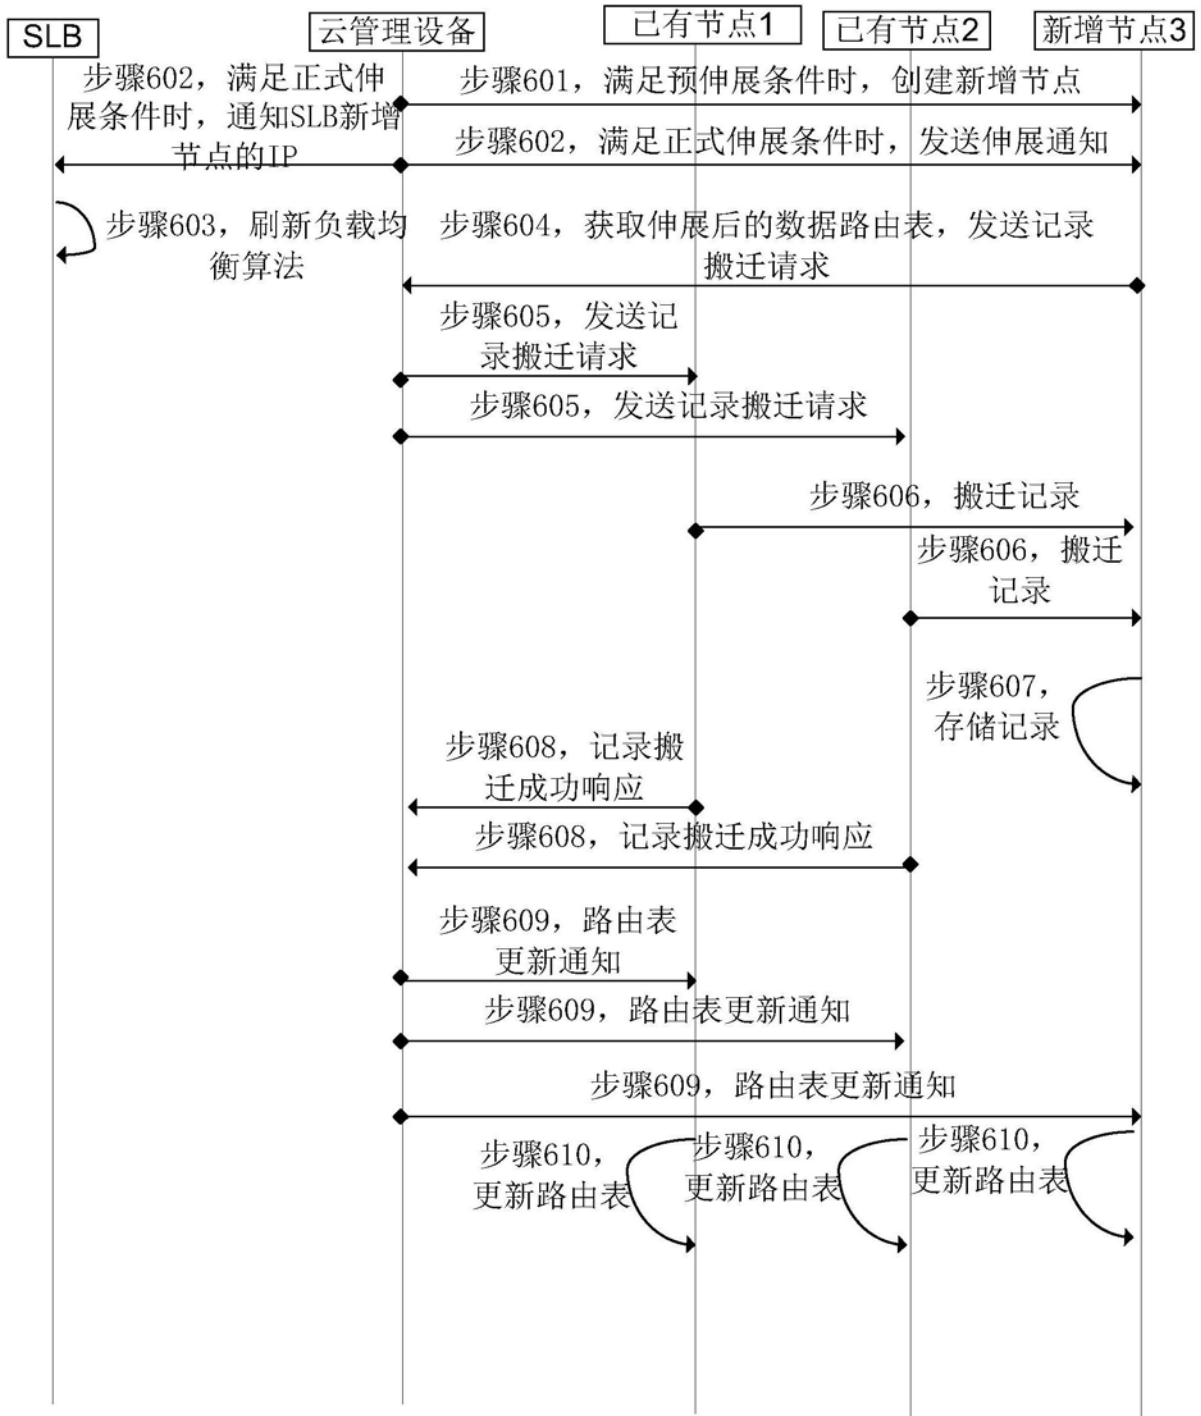 SLB
云管理设备
已有节点1
已有节点2
新增节点3
步骤602，满足正式伸
展条件时，通知SLB新增
节点的IP
步骤601，满足预伸展条件时，创建新增节点
步骤602，满足正式伸展条件时，发送伸展通知
步骤603，刷新负载均
衡算法
步骤604，获取伸展后的数据路由表，发送记录
搬迁请求
步骤605，发送记
录搬迁请求
步骤605，发送记录搬迁请求
步骤606，搬迁记录
步骤606，搬迁
记录
步骤607，
存储记录
步骤608，记录搬
迁成功响应
步骤608，记录搬迁成功响应
步骤609，路由表
更新通知
步骤609，路由表更新通知
步骤609，路由表更新通知
步骤610，
更新路由表
步骤610，
更新路由表
步骤610，
更新路由表